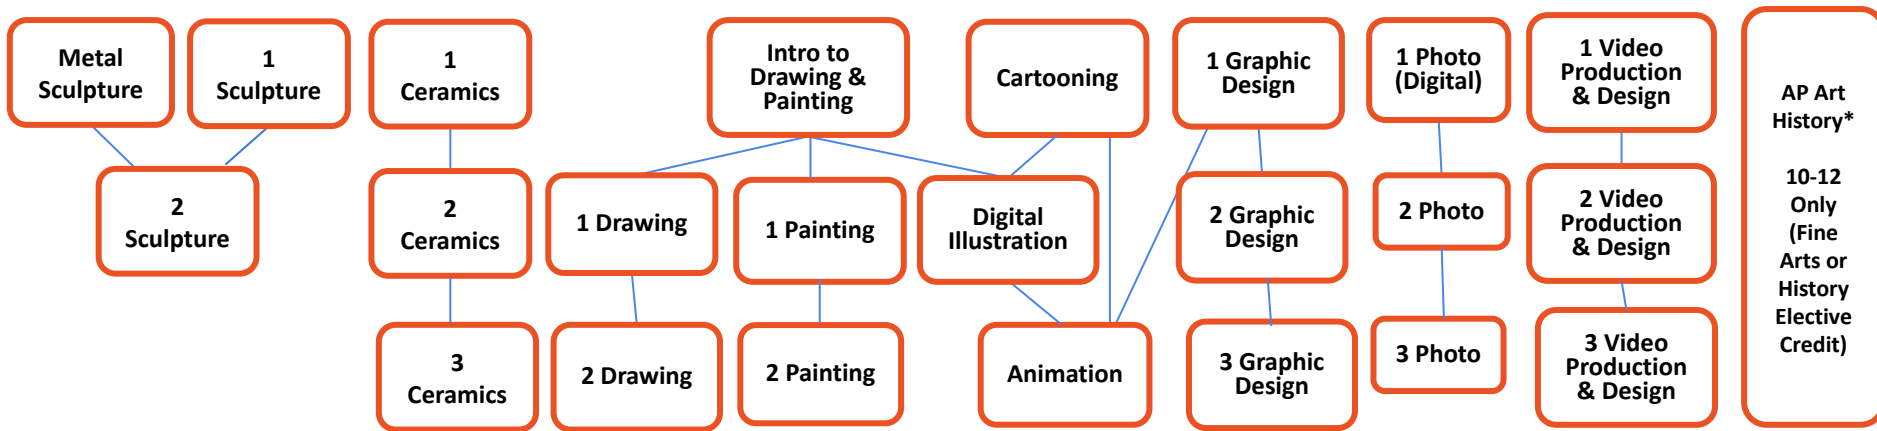 Metal
Sculpture
1
Sculpture
2
Sculpture
1
Ceramics
2
Ceramics
3
Ceramics
Intro to
Drawing &
Painting
1 Drawing
2 Drawing
1 Painting
2 Painting
Cartooning
Digital
Illustration
Animation
1 Graphic
Design
2 Graphic
Design
3 Graphic
Design
1 Photo
(Digital)
2 Photo
3 Photo
1 Video
Production
& Design
2 Video
Production
& Design
3 Video
Production
& Design
AP Art
History*
10-12
Only
(Fine
Arts or
History
Elective
Credit)